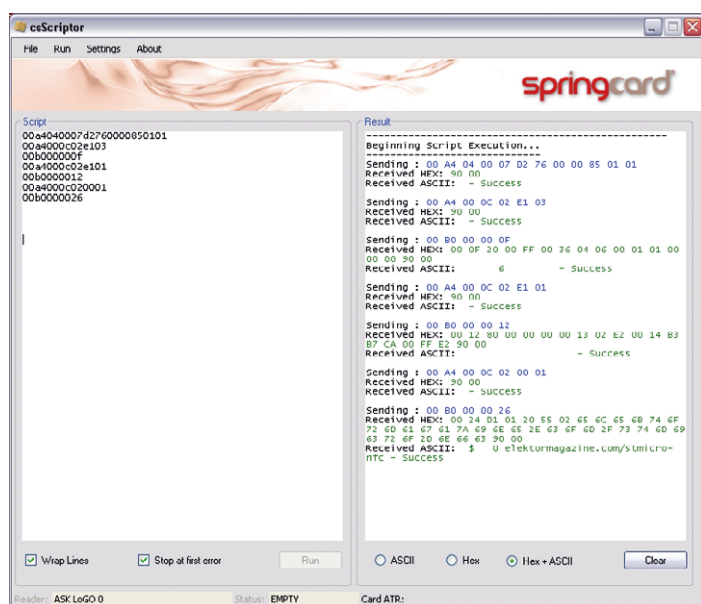 csScriptor
File Run Settings About
springcard
Script
00a4040007d2760000850101
00a4000c02e103
00b000000f
00a4000c02e101
00b0000012
00a4000c020001
00b0000026
Result
------------------------------------------------------
Beginning Script Execution...
-------------------------------
Sending : 00 A4 04 00 07 D2 76 00 00 85 01 01
Received HEX: 90 00
Received ASCII:  - Success
Sending : 00 A4 00 0C 02 E1 03
Received HEX: 90 00
Received ASCII:  - Success
Sending : 00 B0 00 00 0F
Received HEX: 00 0F 20 00 FF 00 36 04 06 00 01 01 00
00 00 90 00
Received ASCII: 6 - Success
Sending : 00 A4 00 0C 02 E1 01
Received HEX: 90 00
Received ASCII:  - Success
Sending : 00 B0 00 00 12
Received HEX: 00 12 80 00 00 00 00 13 02 E2 00 14 B3
B7 CA 00 FF E2 90 00
Received ASCII: - Success
Sending : 00 A4 00 0C 02 00 01
Received HEX: 90 00
Received ASCII:  - Success
Sending : 00 B0 00 00 26
Received HEX: 00 24 D1 01 20 55 02 65 6C 65 6B 74 6F
72 6D 61 67 61 7A 69 6E 65 2E 63 6F 6D 2F 73 74 6D 69
63 72 6F 2D 6E 66 63 90 00
Received ASCII: $ U elektormagazine.com/stmicro-
nfc - Success
Wrap Lines Stop at first error Run
ASCII Hex Hex + ASCII Clear
Reader: ASK LoGO 0 Status: EMPTY Card ATR: